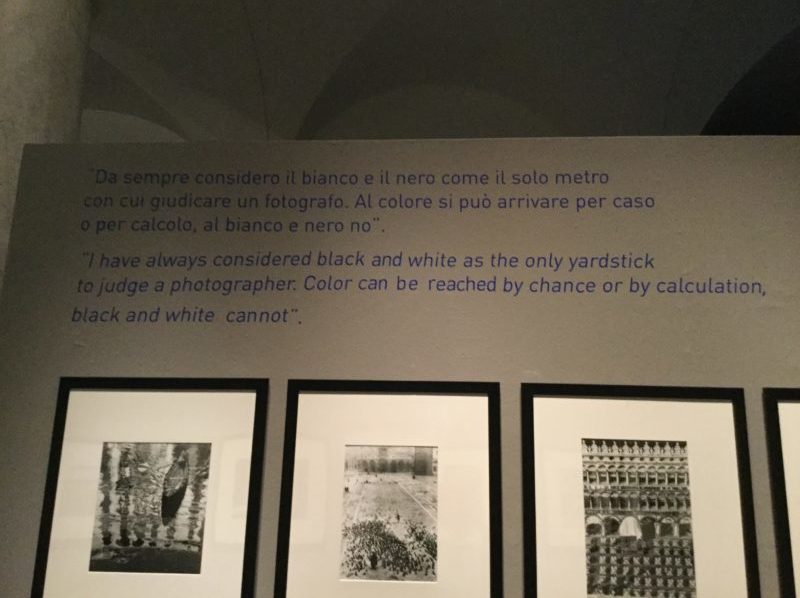 "Da sempre considero il bianco e il nero come il solo metro
con cui giudicare un fotografo. Al colore si può arrivare per caso
o per calcolo, al bianco e nero no".
"I have always considered black and white as the only yardstick
to judge a photographer. Color can be reached by chance or by calculation,
black and white cannot".